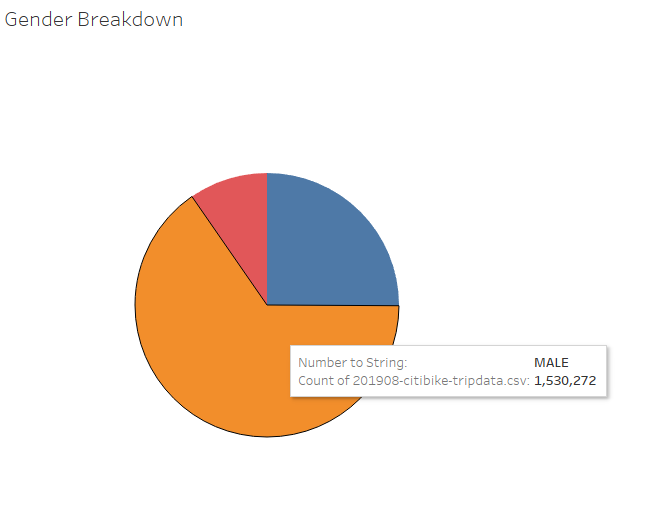 Gender Breakdown
Number to String: MALE
Count of 201908-citibike-tripdata.csv: 1,530,272